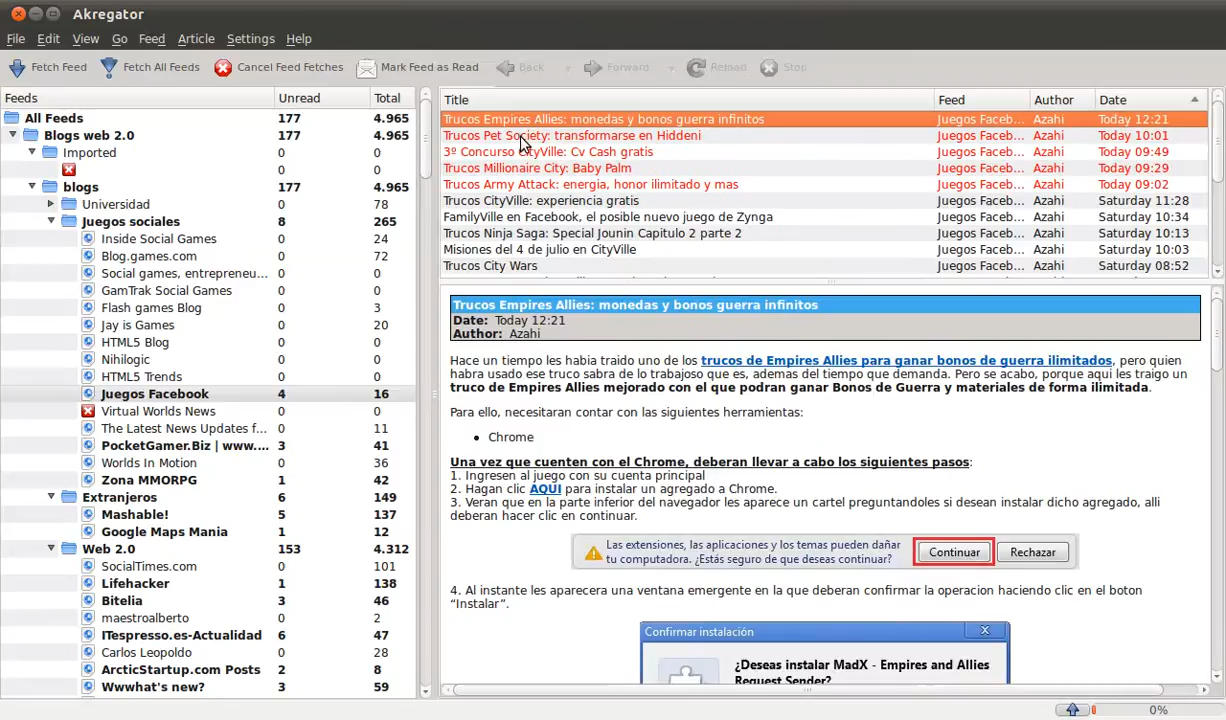 Akregator
File Edit View Go Feed Article Settings Help
Fetch Feed Fetch All Feeds Cancel Feed Fetches Mark Feed as Read Back Forward Reload Stop
Feeds Unread Total
All Feeds 177 4.965
Blogs web 2.0 177 4.965
Imported 0 0
0 0
blogs 177 4.965
Universidad 0 78
Juegos sociales 8 265
Inside Social Games 0 24
Blog.games.com 0 72
Social games, entrepreneu... 0 0
GamTrak Social Games 0 0
Flash games Blog 0 3
Jay is Games 0 20
HTML5 Blog 0 0
Nihilogic 0 0
HTML5 Trends 0 0
Juegos Facebook 4 16
Virtual Worlds News 0 0
The Latest News Updates f... 0 11
PocketGamer.Biz | www.... 3 41
Worlds In Motion 0 36
Zona MMORPG 1 42
Extranjeros 6 149
Mashable! 5 137
Google Maps Mania 1 12
Web 2.0 153 4.312
SocialTimes.com 0 101
Lifehacker 1 138
Bitelia 3 46
maestroalberto 0 2
ITespresso.es-Actualidad 6 47
Carlos Leopoldo 0 28
ArcticStartup.com Posts 2 8
Wwwhat's new? 3 59
Title Feed Author Date
Trucos Empires Allies: monedas y bonos guerra infinitos Juegos Faceb... Azahi Today 12:21
Trucos Pet Society: transformarse en Hiddeni Juegos Faceb... Azahi Today 10:01
3º Concurso CityVille: Cv Cash gratis Juegos Faceb... Azahi Today 09:49
Trucos Millionaire City: Baby Palm Juegos Faceb... Azahi Today 09:29
Trucos Army Attack: energia, honor ilimitado y mas Juegos Faceb... Azahi Today 09:02
Trucos CityVille: experiencia gratis Juegos Faceb... Azahi Saturday 11:28
FamilyVille en Facebook, el posible nuevo juego de Zynga Juegos Faceb... Azahi Saturday 10:34
Trucos Ninja Saga: Special Jounin Capitulo 2 parte 2 Juegos Faceb... Azahi Saturday 10:13
Misiones del 4 de julio en CityVille Juegos Faceb... Azahi Saturday 10:03
Trucos City Wars Juegos Faceb... Azahi Saturday 08:52
Trucos Empires Allies: monedas y bonos guerra infinitos
Date: Today 12:21
Author: Azahi
Hace un tiempo les habia traido uno de los trucos de Empires Allies para ganar bonos de guerra ilimitados, pero quien
habra usado ese truco sabra de lo trabajoso que es, además del tiempo que demanda. Pero se acabo, porque aqui les traigo un
truco de Empires Allies mejorado con el que podran ganar Bonos de Guerra y materiales de forma ilimitada.
Para ello, necesitaran contar con las siguientes herramientas:
• Chrome
Una vez que cuenten con el Chrome, deberan llevar a cabo los siguientes pasos:
1. Ingresen al juego con su cuenta principal
2. Hagan clic AQUI para instalar un agregado a Chrome.
3. Veran que en la parte inferior del navegador les aparece un cartel preguntandoles si desean instalar dicho agregado, alli
deberan hacer clic en continuar.
Las extensiones, las aplicaciones y los temas pueden dañar
tu computadora. ¿Estás seguro de que deseas continuar? Continuar Rechazar
4. Al instante les aparecera una ventana emergente en la que deberan confirmar la operacion haciendo clic en el boton
“Instalar”.
Confirmar instalación X
¿Deseas instalar MadX - Empires and Allies
Request Sender?
0%